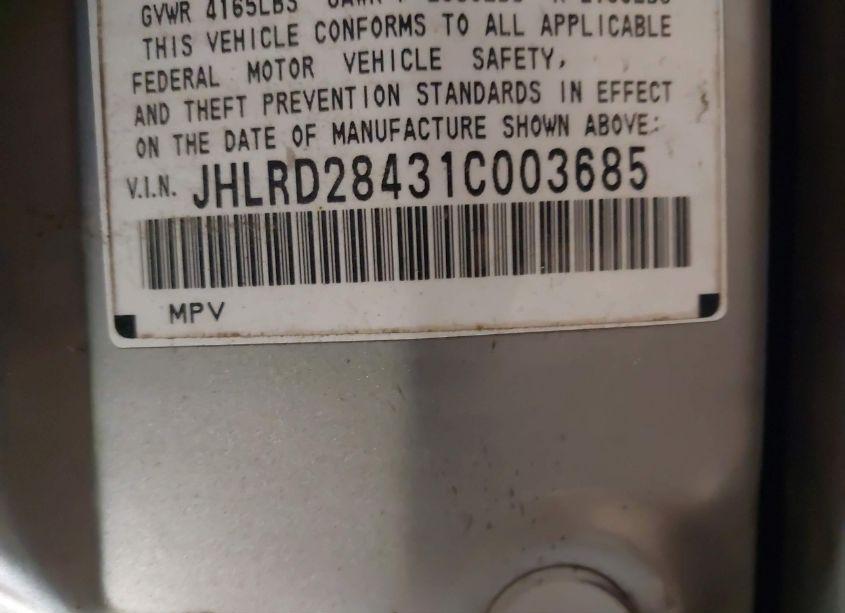 GVWR 4165LBS
THIS VEHICLE CONFORMS TO ALL APPLICABLE
FEDERAL MOTOR VEHICLE SAFETY,
AND THEFT PREVENTION STANDARDS IN EFFECT
ON THE DATE OF MANUFACTURE SHOWN ABOVE:
V.I.N. JHLRD28431C003685
MPV